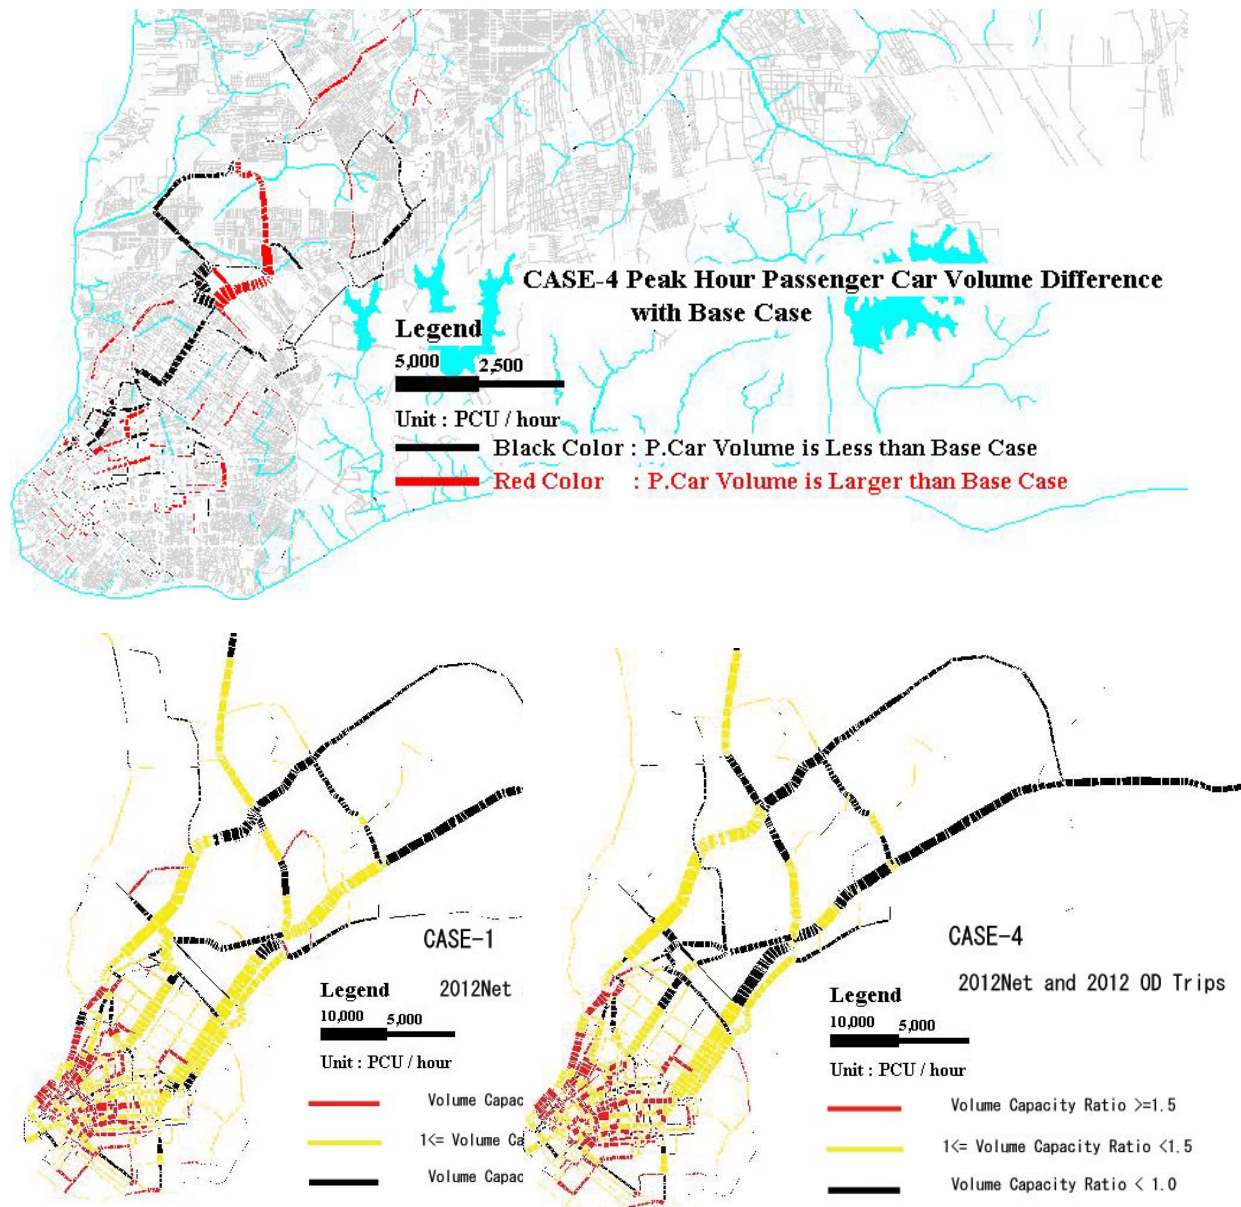 CASE-4 Peak Hour Passenger Car Volume Difference
with Base Case
Legend
5,000 2,500
Unit : PCU / hour
Black Color : P.Car Volume is Less than Base Case
Red Color : P.Car Volume is Larger than Base Case
CASE-1
2012Net
Legend
10,000 5,000
Unit : PCU / hour
Volume Capac
1<= Volume Ca
Volume Capac
CASE-4
2012Net and 2012 OD Trips
Legend
10,000 5,000
Unit : PCU / hour
Volume Capacity Ratio >=1.5
1<= Volume Capacity Ratio <1.5
Volume Capacity Ratio < 1.0